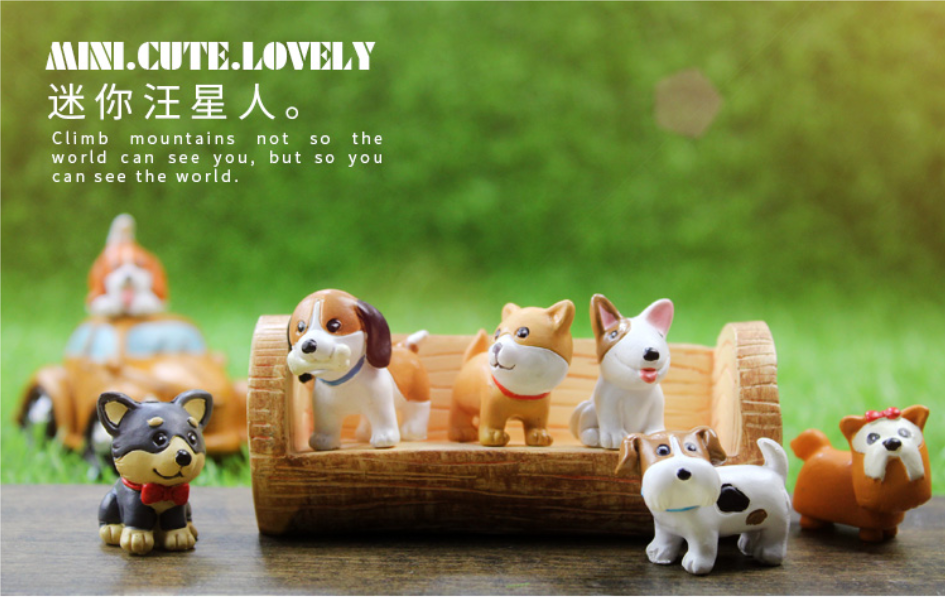 MINI.CUTE.LOVELY
迷你汪星人。
Climb mountains not so the
world can see you, but so you
can see the world.